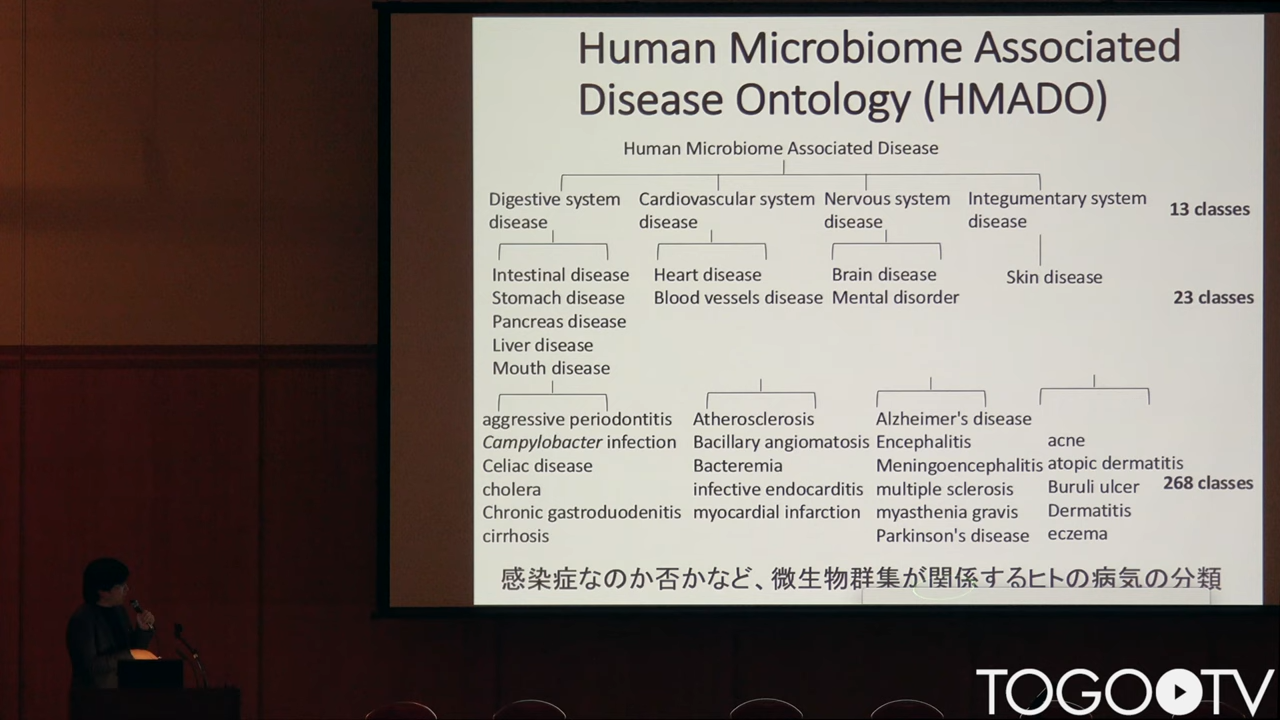 Human Microbiome Associated
Disease Ontology (HMADO)
Human Microbiome Associated Disease
Digestive system
disease
Cardiovascular system
disease
Nervous system
disease
Integumentary system
disease
13 classes
Intestinal disease
Stomach disease
Pancreas disease
Liver disease
Mouth disease
Heart disease
Blood vessels disease
Brain disease
Mental disorder
Skin disease
23 classes
aggressive periodontitis
Campylobacter infection
Celiac disease
cholera
Chronic gastroduodenitis
cirrhosis
Atherosclerosis
Bacillary angiomatosis
Bacteremia
infective endocarditis
myocardial infarction
Alzheimer's disease
Encephalitis
Meningoencephalitis
multiple sclerosis
myasthenia gravis
Parkinson's disease
acne
atopic dermatitis
Buruli ulcer
Dermatitis
eczema
268 classes
感染症なのか否かなど、微生物群集が関係するヒトの病気の分類
TOGO TV